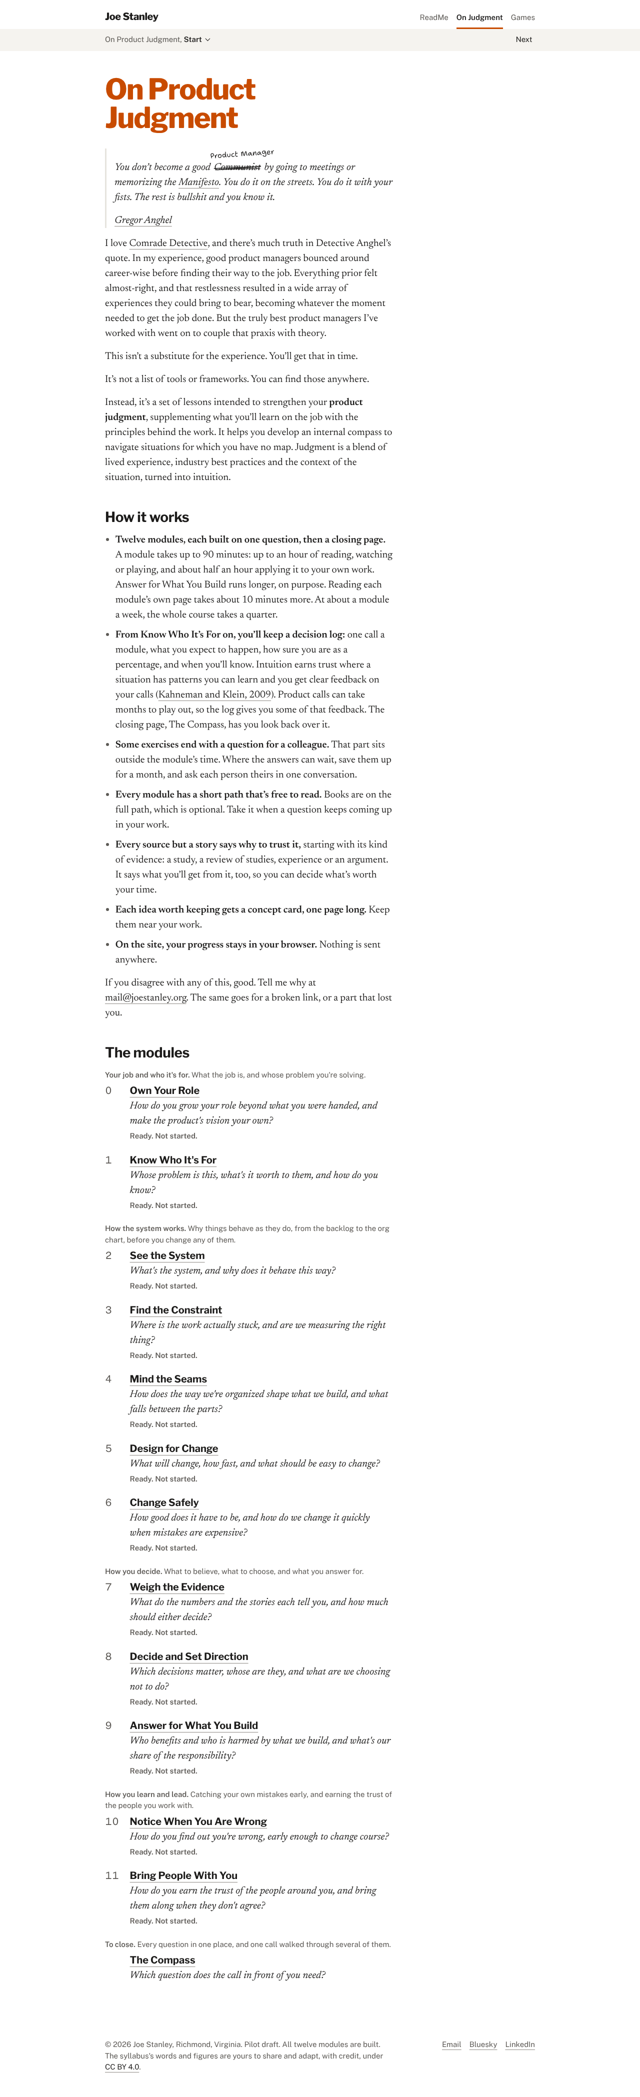 Joe Stanley
ReadMe On Judgment Games
On Product Judgment, Start
Next
On Product
Judgment
Product Manager
You don't become a good Communist by going to meetings or
memorizing the Manifesto. You do it on the streets. You do it with your
fists. The rest is bullshit and you know it.
Gregor Anghel
I love Comrade Detective, and there's much truth in Detective Anghel's
quote. In my experience, good product managers bounced around
career-wise before finding their way to the job. Everything prior felt
almost-right, and that restlessness resulted in a wide array of
experiences they could bring to bear, becoming whatever the moment
needed to get the job done. But the truly best product managers I've
worked with went on to couple that praxis with theory.
This isn't a substitute for the experience. You'll get that in time.
It's not a list of tools or frameworks. You can find those anywhere.
Instead, it's a set of lessons intended to strengthen your product
judgment, supplementing what you'll learn on the job with the
principles behind the work. It helps you develop an internal compass to
navigate situations for which you have no map. Judgment is a blend of
lived experience, industry best practices and the context of the
situation, turned into intuition.
How it works
• Twelve modules, each built on one question, then a closing page.
A module takes up to 90 minutes: up to an hour of reading, watching
or playing, and about half an hour applying it to your own work.
Answer for What You Build runs longer, on purpose. Reading each
module's own page takes about 10 minutes more. At about a module
a week, the whole course takes a quarter.
• From Know Who It's For on, you'll keep a decision log: one call a
module, what you expect to happen, how sure you are as a
percentage, and when you'll know. Intuition earns trust where a
situation has patterns you can learn and you get clear feedback on
your calls (Kahneman and Klein, 2009). Product calls can take
months to play out, so the log gives you some of that feedback. The
closing page, The Compass, has you look back over it.
• Some exercises end with a question for a colleague. That part sits
outside the module's time. Where the answers can wait, save them up
for a month, and ask each person theirs in one conversation.
• Every module has a short path that's free to read. Books are on the
full path, which is optional. Take it when a question keeps coming up
in your work.
• Every source but a story says why to trust it, starting with its kind
of evidence: a study, a review of studies, experience or an argument.
It says what you'll get from it, too, so you can decide what's worth
your time.
• Each idea worth keeping gets a concept card, one page long. Keep
them near your work.
• On the site, your progress stays in your browser. Nothing is sent
anywhere.
If you disagree with any of this, good. Tell me why at
mail@joestanley.org. The same goes for a broken link, or a part that lost
you.
The modules
Your job and who it's for. What the job is, and whose problem you're solving.
0 Own Your Role
How do you grow your role beyond what you were handed, and
make the product's vision your own?
Ready. Not started.
1 Know Who It's For
Whose problem is this, what's it worth to them, and how do you
know?
Ready. Not started.
How the system works. Why things behave as they do, from the backlog to the org
chart, before you change any of them.
2 See the System
What's the system, and why does it behave this way?
Ready. Not started.
3 Find the Constraint
Where is the work actually stuck, and are we measuring the right
thing?
Ready. Not started.
4 Mind the Seams
How does the way we're organized shape what we build, and what
falls between the parts?
Ready. Not started.
5 Design for Change
What will change, how fast, and what should be easy to change?
Ready. Not started.
6 Change Safely
How good does it have to be, and how do we change it quickly
when mistakes are expensive?
Ready. Not started.
How you decide. What to believe, what to choose, and what you answer for.
7 Weigh the Evidence
What do the numbers and the stories each tell you, and how much
should either decide?
Ready. Not started.
8 Decide and Set Direction
Which decisions matter, whose are they, and what are we choosing
not to do?
Ready. Not started.
9 Answer for What You Build
Who benefits and who is harmed by what we build, and what's our
share of the responsibility?
Ready. Not started.
How you learn and lead. Catching your own mistakes early, and earning the trust of
the people you work with.
10 Notice When You Are Wrong
How do you find out you're wrong, early enough to change course?
Ready. Not started.
11 Bring People With You
How do you earn the trust of the people around you, and bring
them along when they don't agree?
Ready. Not started.
To close. Every question in one place, and one call walked through several of them.
The Compass
Which question does the call in front of you need?
© 2026 Joe Stanley, Richmond, Virginia. Pilot draft. All twelve modules are built.
The syllabus's words and figures are yours to share and adapt, with credit, under
CC BY 4.0.
Email Bluesky LinkedIn